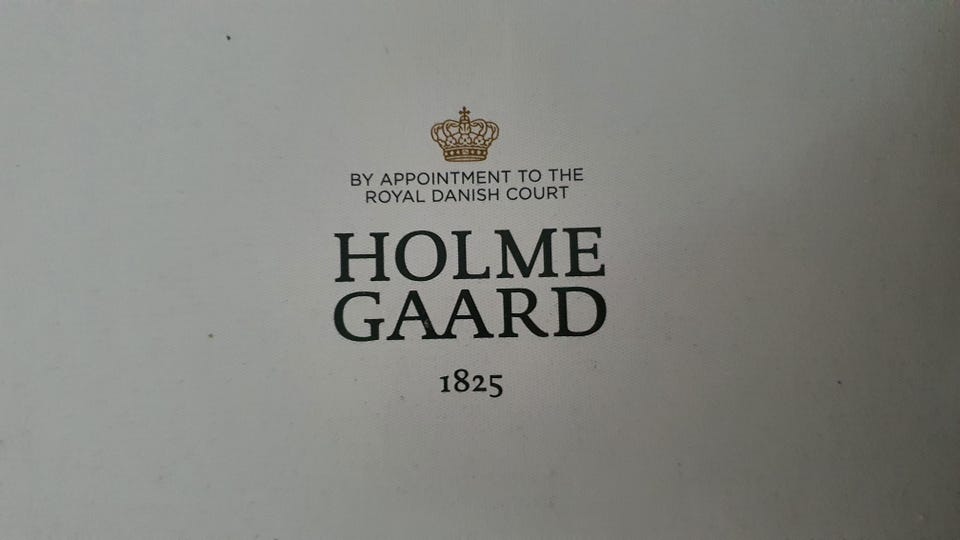 BY APPOINTMENT TO THE
ROYAL DANISH COURT
HOLME
GAARD
1825